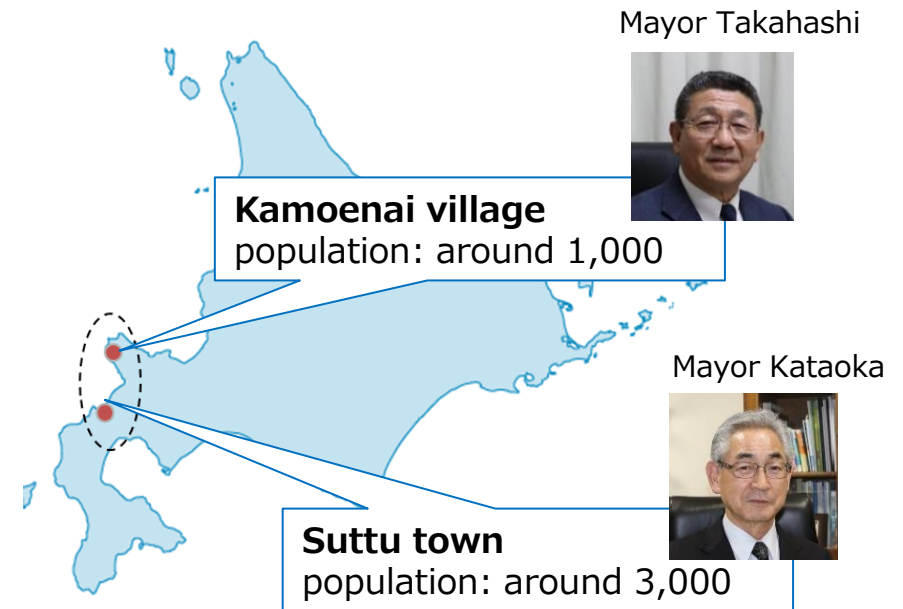 Mayor Takahashi
Kamoenai village
population: around 1,000
Mayor Kataoka
Suttu town
population: around 3,000